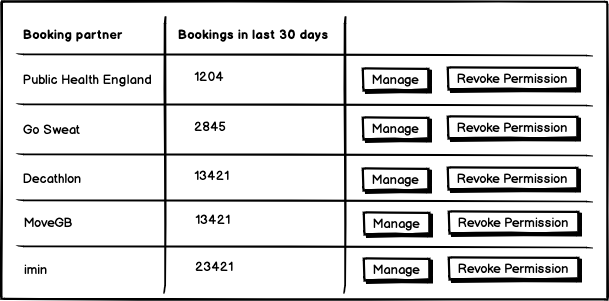 Booking partner Bookings in last 30 days
Public Health England 1204 Manage Revoke Permission
Go Sweat 2845 Manage Revoke Permission
Decathlon 13421 Manage Revoke Permission
MoveGB 13421 Manage Revoke Permission
imin 23421 Manage Revoke Permission